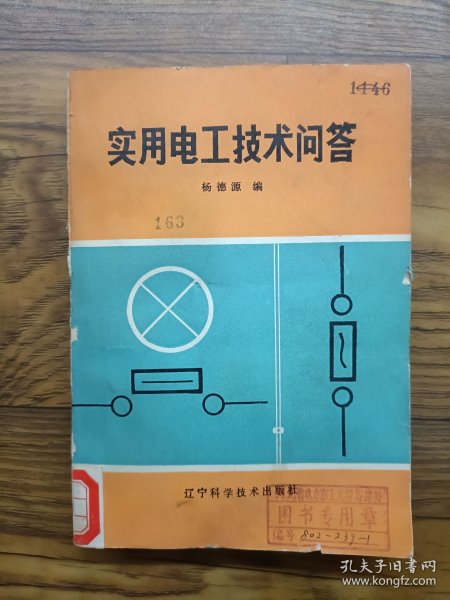 1446
实用电工技术问答
杨德源 编
163
辽宁科学技术出版社
图书专用章
编号 802-239-1
孔夫子旧书网
www.kongfz.com